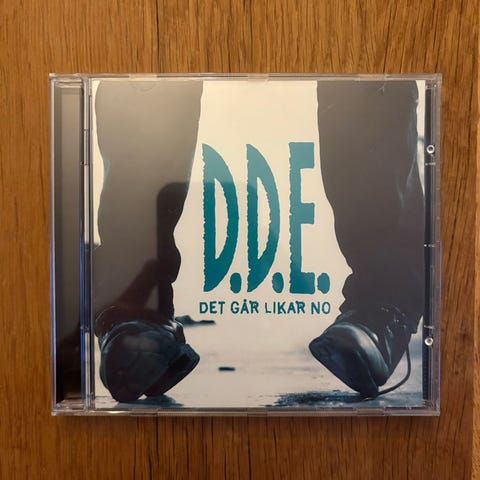 D.D.E.
DET GÅR LIKAR NO